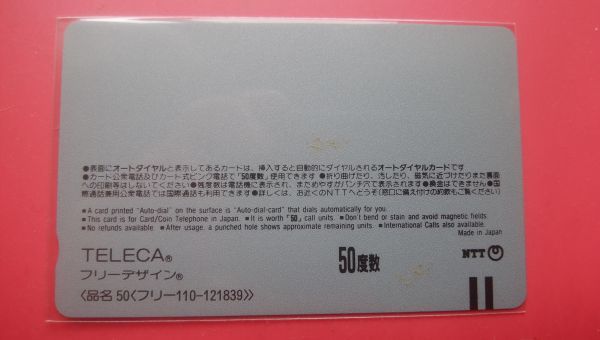 ●表面にオートダイヤルと表示してあるカードは、挿入すると自動的にダイヤルされるオートダイヤルカードです
●カード公衆電話及びカード式ピンク電話で「50度数」使用できます●折り曲げたり、汚したり、磁気に近づけたりまた裏面
への印刷等はしないでください●残度数は電話機に表示され、まためやすがパンチ穴で表示されます●換金はできません●国
際通話兼用公衆電話では国際通話も利用できます●詳しくは、お近くのNTTへどうぞ(窓口に備え付けの約款もご覧ください)
■A card printed "Auto-dial" on the surface is "Auto-dial-card" that dials automatically for you.
■This card is for Card/Coin Telephone in Japan. ■It is worth "50" call units. ■Don't bend or stain and avoid magnetic fields.
■No refunds available. ■After usage, a punched hole shows approximate remaining units. ■International Calls also available.
Made in Japan
TELECA®
フリーデザイン®
50度数
NTT
〈品名 50〈フリー110-121839〉〉